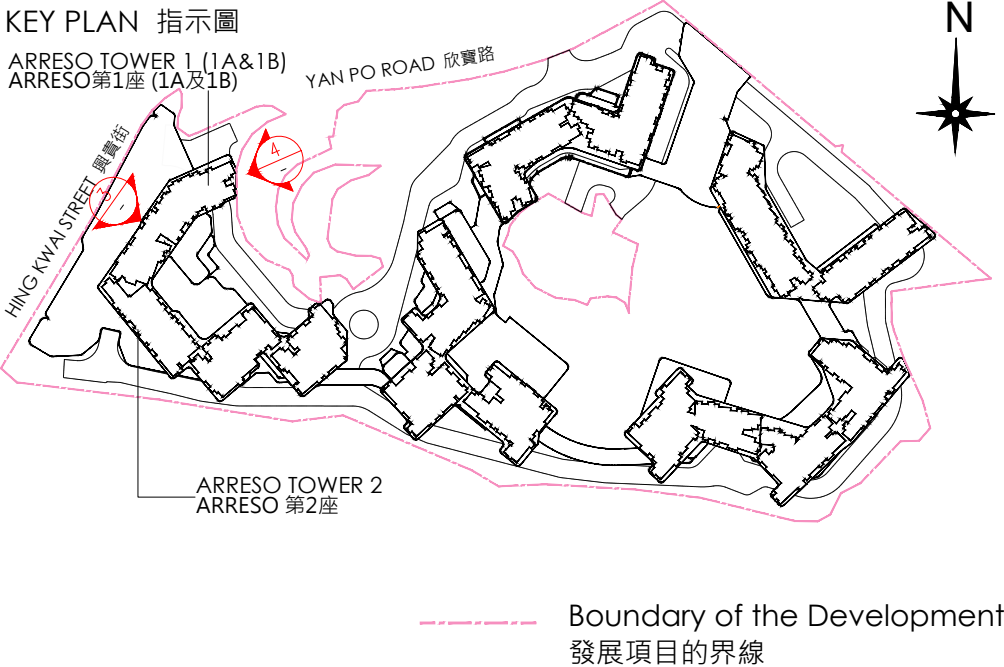 KEY PLAN 指示圖
N
ARRESO TOWER 1 (1A&1B)
ARRESO第1座 (1A及1B)
YAN PO ROAD 欣寶路
HING KWAI STREET 興貴街
3
-
4
-
ARRESO TOWER 2
ARRESO 第2座
Boundary of the Development
發展項目的界線